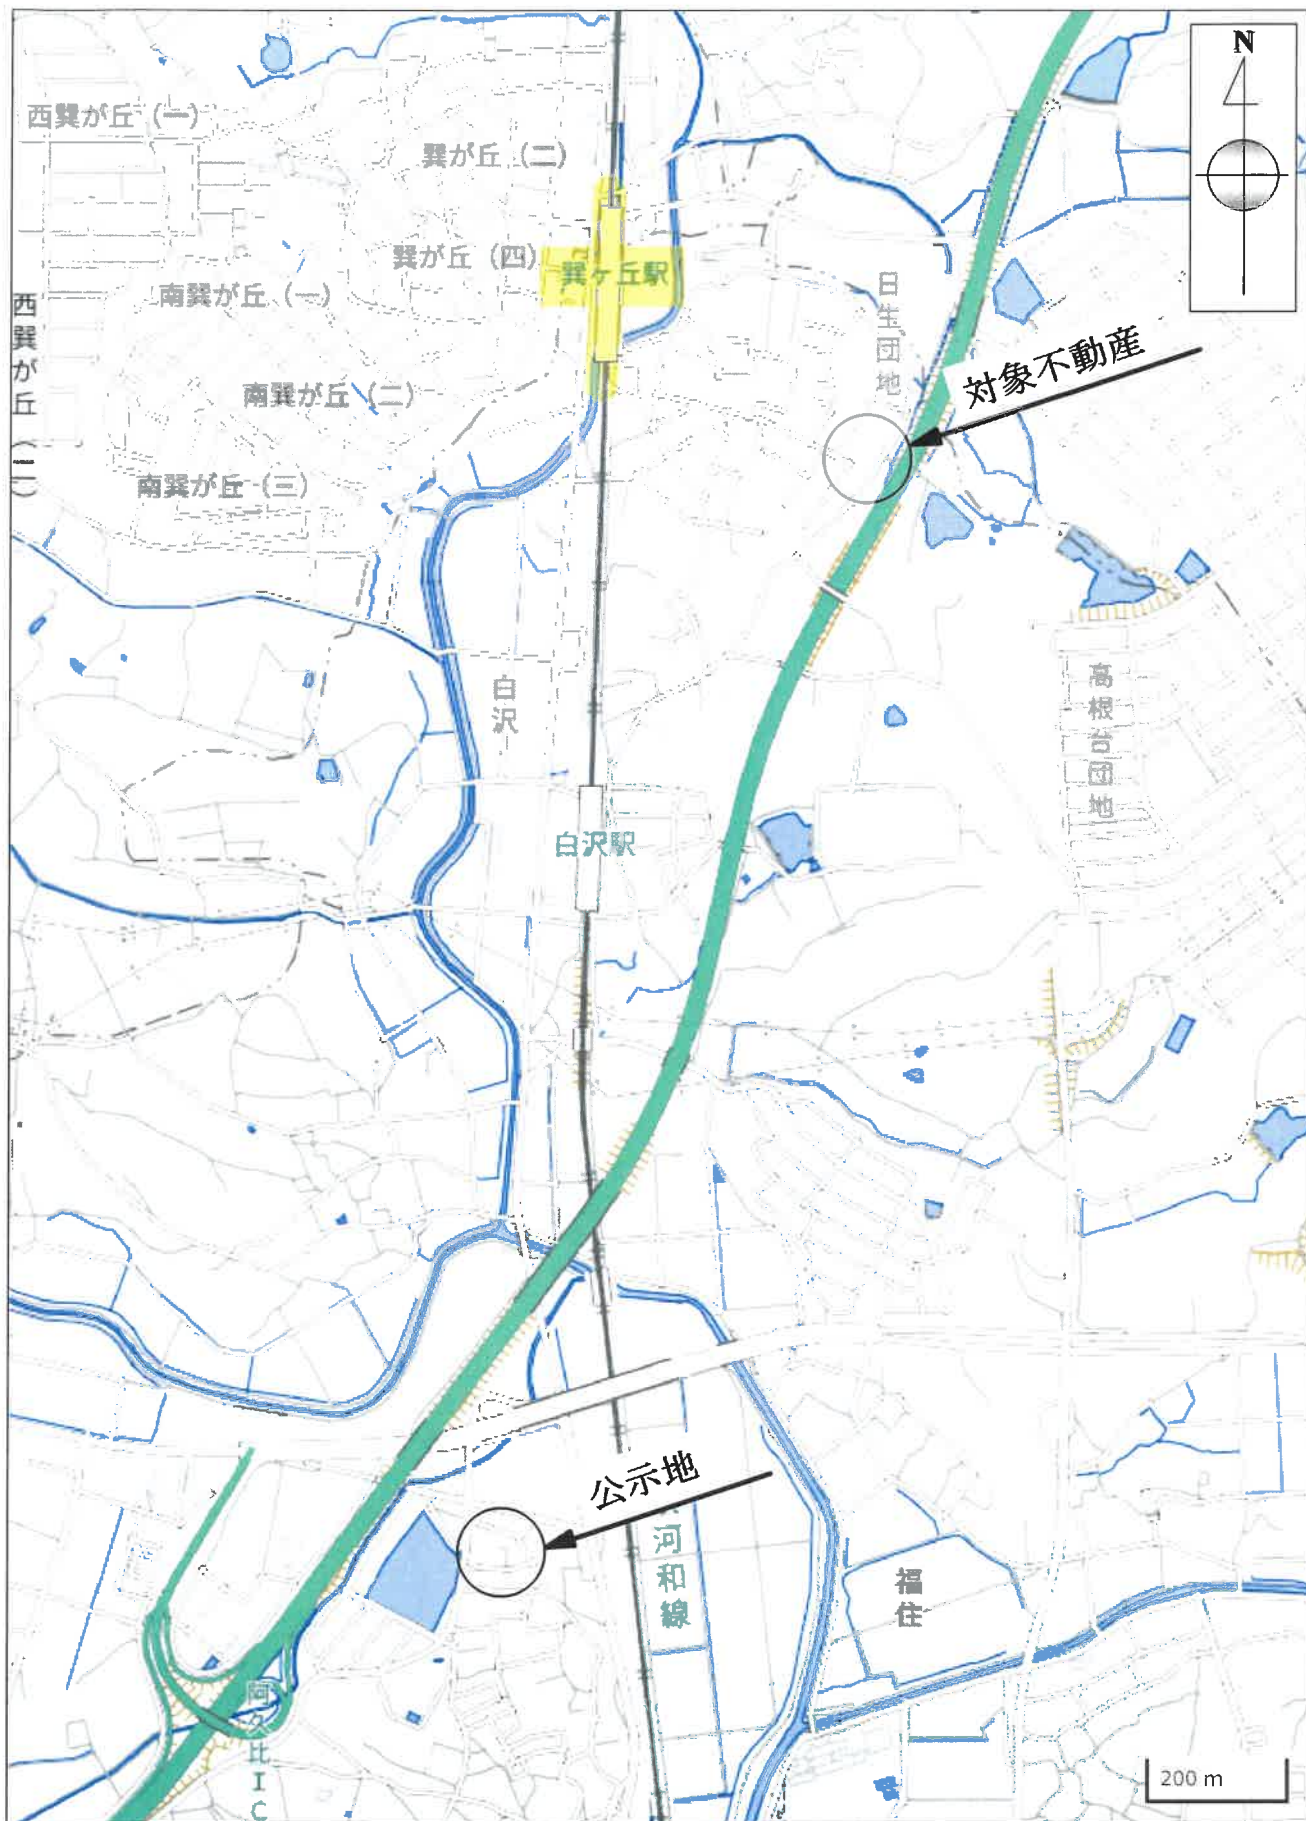 N
西巽が丘（一）
巽が丘（二）
巽が丘（四）
巽ヶ丘駅
南巽が丘（一）
西巽が丘（二）
日生団地
対象不動産
南巽が丘（二）
南巽が丘（三）
白沢
高根台団地
白沢駅
公示地
河和線
福住
阿久比IC
200 m